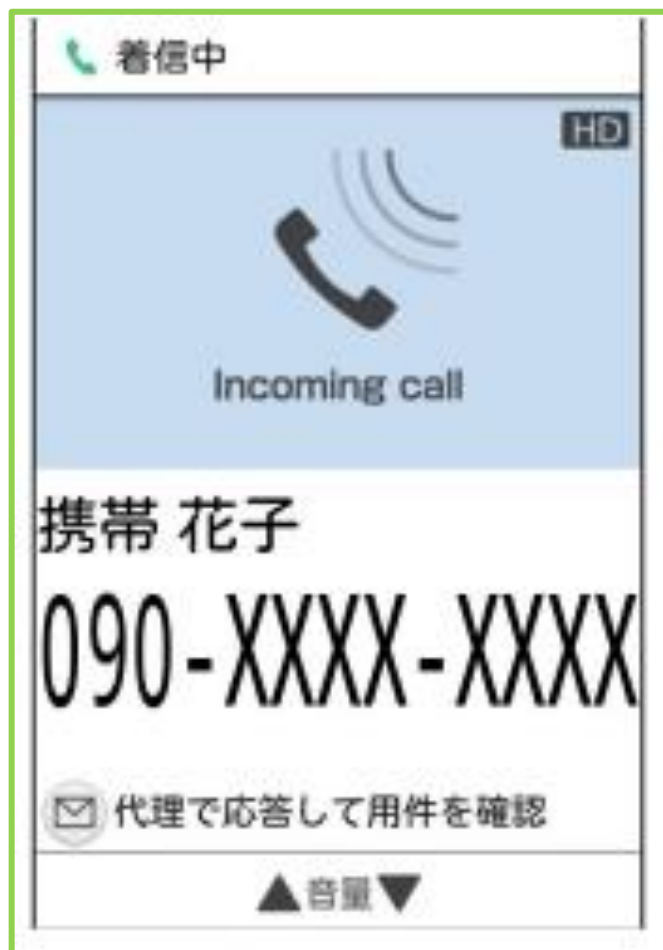 着信中
HD
Incoming call
携帯 花子
090-XXXX-XXXX
代理で応答して用件を確認
▲音量▼